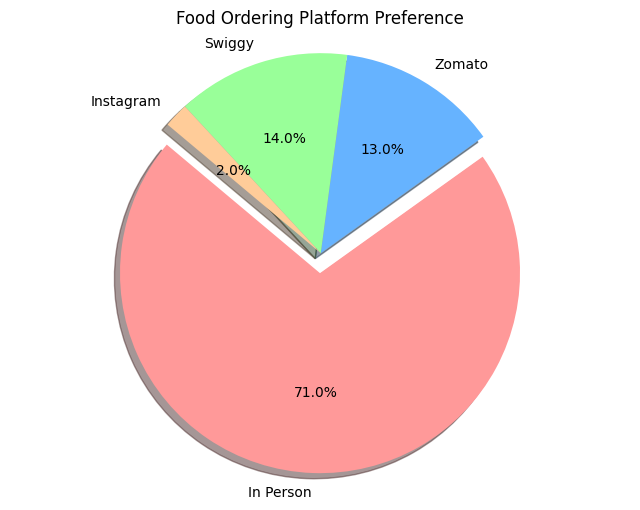 Food Ordering Platform Preference
Swiggy
Zomato
Instagram
14.0%
13.0%
2.0%
71.0%
In Person